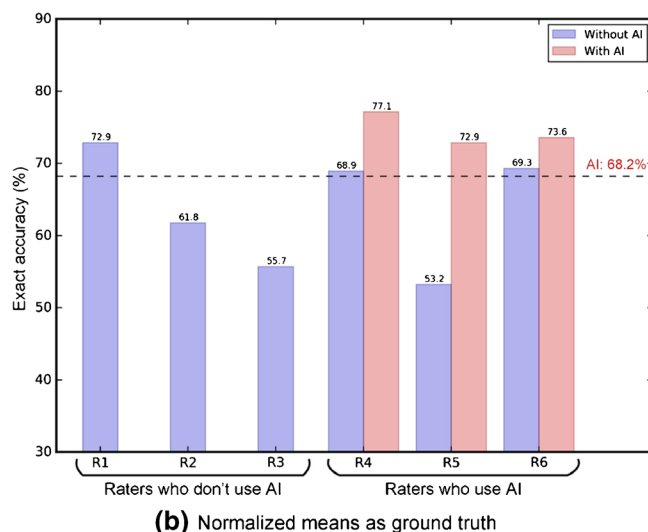 90
80
70
60
50
40
30
Exact accuracy (%)
Without AI
With AI
72.9
61.8
55.7
68.9
77.1
53.2
72.9
69.3
73.6
AI: 68.2%
R1 R2 R3 R4 R5 R6
Raters who don't use AI Raters who use AI
(b) Normalized means as ground truth